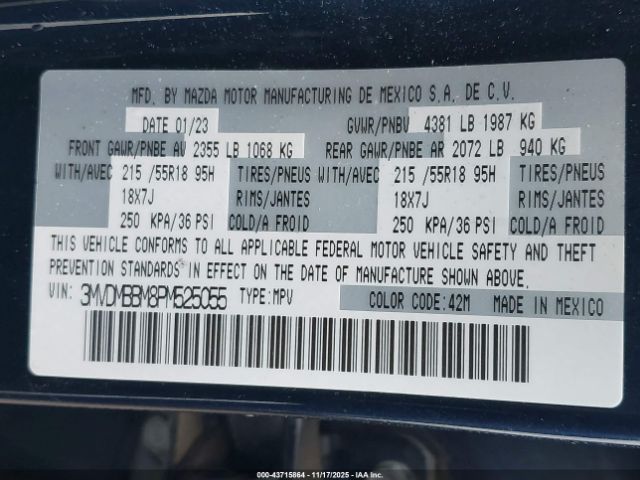 MFD. BY MAZDA MOTOR MANUFACTURING DE MEXICO S.A. DE C.V.
DATE 01/23 GVWR/PNBV 4381 LB 1987 KG
FRONT GAWR/PNBE AV 2355 LB 1068 KG REAR GAWR/PNBE AR 2072 LB 940 KG
WITH/AVEC 215 /55R18 95H TIRES/PNEUS WITH/AVEC 215 /55R18 95H TIRES/PNEUS
18X7J RIMS/JANTES 18X7J RIMS/JANTES
250 KPA/36 PSI COLD/A FROID 250 KPA/36 PSI COLD/A FROID
THIS VEHICLE CONFORMS TO ALL APPLICABLE FEDERAL MOTOR VEHICLE SAFETY AND THEFT
PREVENTION STANDARDS IN EFFECT ON THE DATE OF MANUFACTURE SHOWN ABOVE.
VIN: 3MVDMBBM8PM525055 TYPE: MPV COLOR CODE:42M MADE IN MEXICO
000-43715864 - 11/17/2025 - IAAI.COM